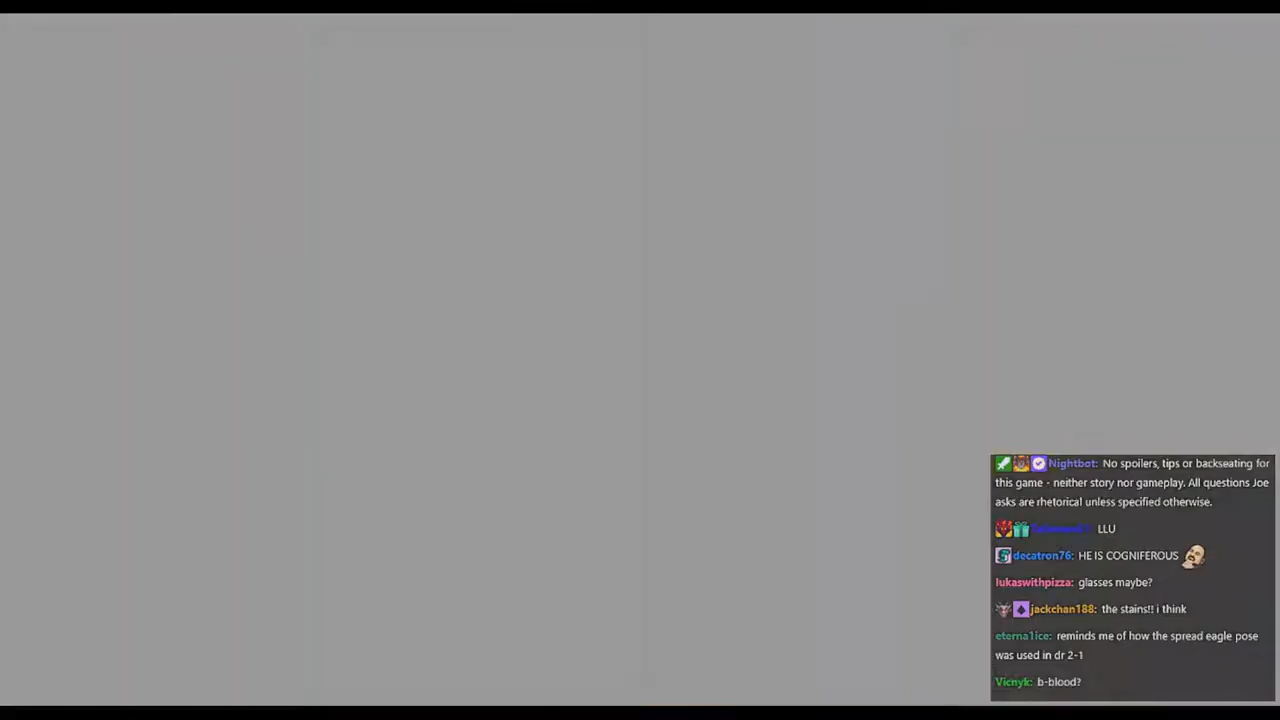 Nightbot: No spoilers, tips or backseating for
this game - neither story nor gameplay. All questions Joe
asks are rhetorical unless specified otherwise.
LLU
decatron76: HE IS COGNIFEROUS
lukaswithpizza: glasses maybe?
jackchan188: the stains!! i think
eterna1ice: reminds me of how the spread eagle pose
was used in dr 2-1
Vicnyk: b-blood?